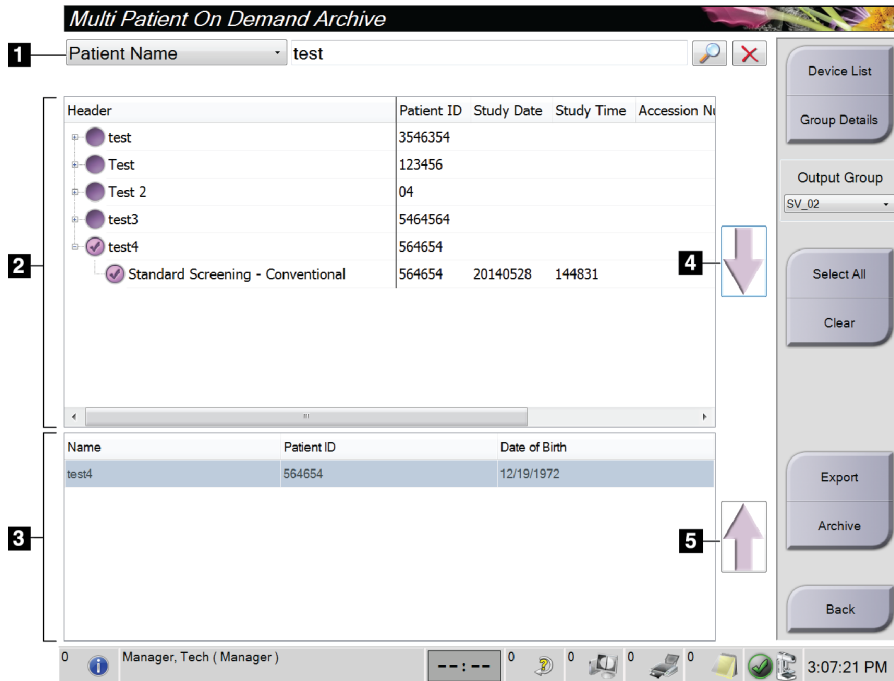 Multi Patient On Demand Archive
1
Patient Name
test
Device List
Group Details
Output Group
SV_02
Select All
Clear
Export
Archive
Back
2
Header Patient ID Study Date Study Time Accession Nu
test 3546354
Test 123456
Test 2 04
test3 5464564
test4 564654
Standard Screening - Conventional 564654 20140528 144831
4
3
Name Patient ID Date of Birth
test4 564654 12/19/1972
5
0 Manager, Tech ( Manager ) --:-- 0 0 0 0 3:07:21 PM